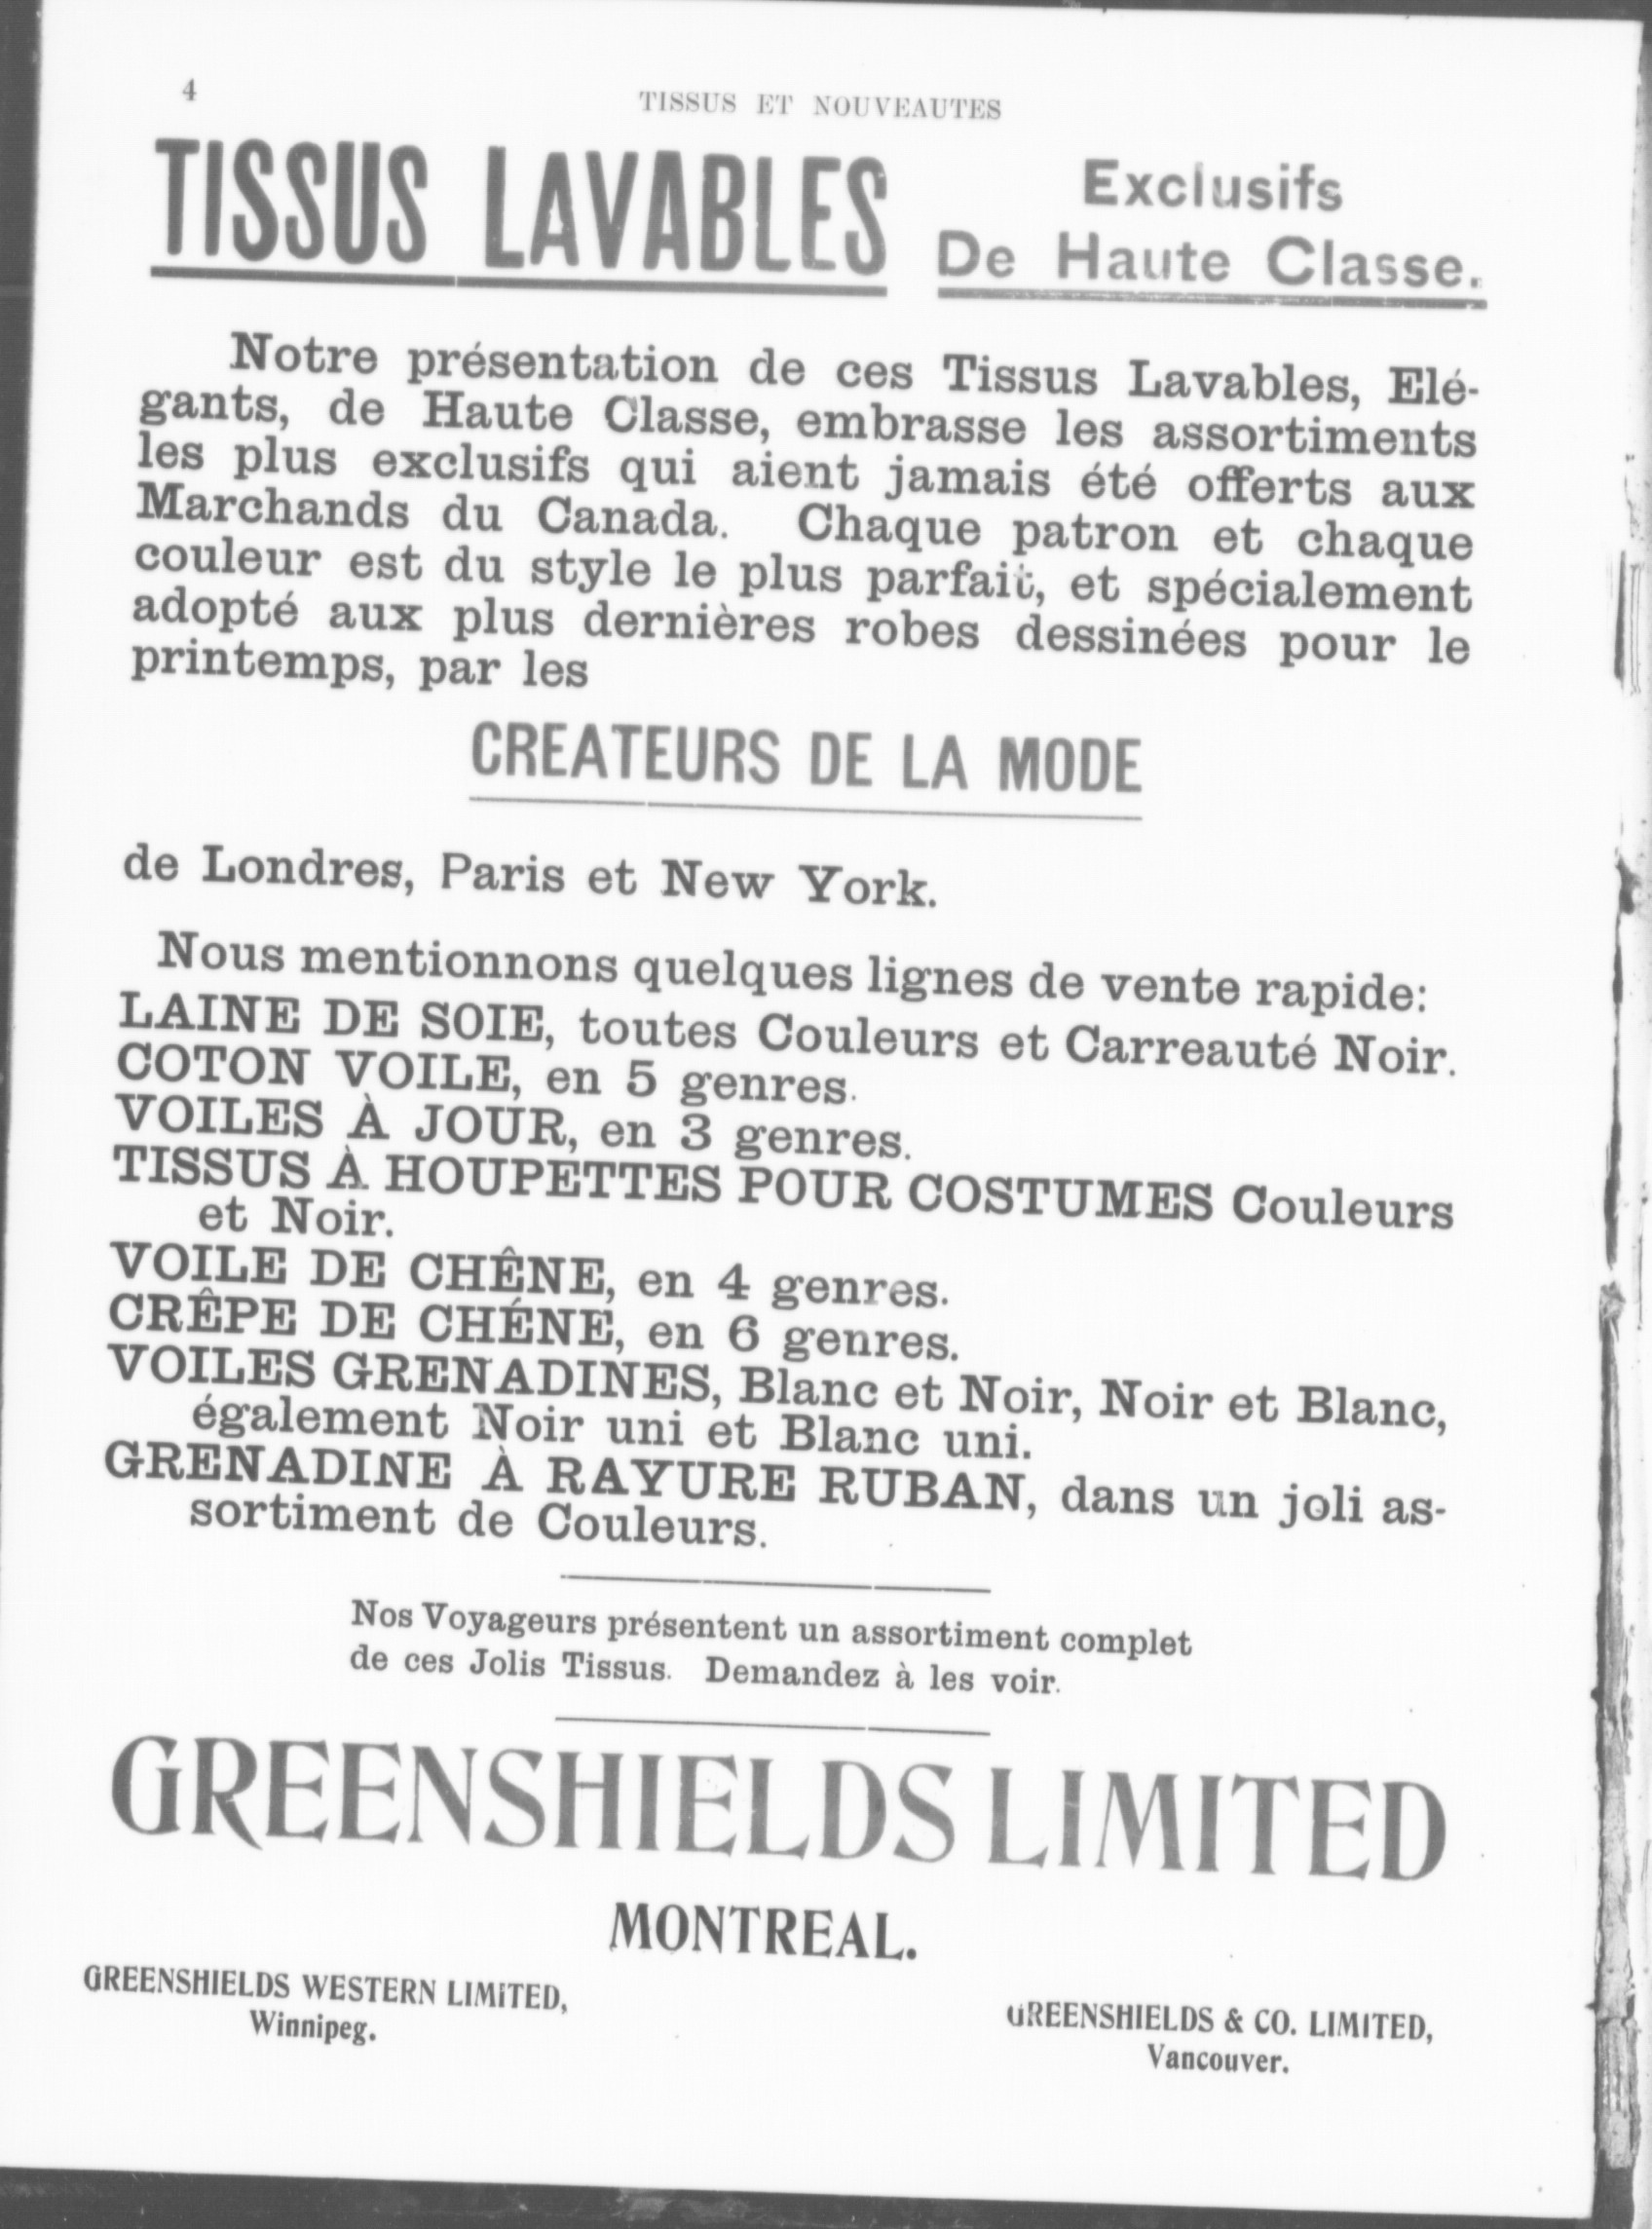 4
TISSUS ET NOUVEAUTES
TISSUS LAVABLES
Exclusifs
De Haute Classe.
Notre présentation de ces Tissus Lavables, Elé-
gants, de Haute Classe, embrasse les assortiments
les plus exclusifs qui aient jamais été offerts aux
Marchands du Canada. Chaque patron et chaque
couleur est du style le plus parfait, et spécialement
adopté aux plus dernières robes dessinées pour le
printemps, par les
CREATEURS DE LA MODE
de Londres, Paris et New York.
Nous mentionnons quelques lignes de vente rapide:
LAINE DE SOIE, toutes Couleurs et Carreauté Noir.
COTON VOILE, en 5 genres.
VOILES À JOUR, en 3 genres.
TISSUS À HOUPETTES POUR COSTUMES Couleurs
et Noir.
VOILE DE CHÊNE, en 4 genres.
CRÊPE DE CHÉNE, en 6 genres.
VOILES GRENADINES, Blanc et Noir, Noir et Blanc,
également Noir uni et Blanc uni.
GRENADINE À RAYURE RUBAN, dans un joli as-
sortiment de Couleurs.
Nos Voyageurs présentent un assortiment complet
de ces Jolis Tissus. Demandez à les voir.
GREENSHIELDS LIMITED
MONTREAL.
GREENSHIELDS WESTERN LIMITED,
Winnipeg.
GREENSHIELDS & CO. LIMITED,
Vancouver.